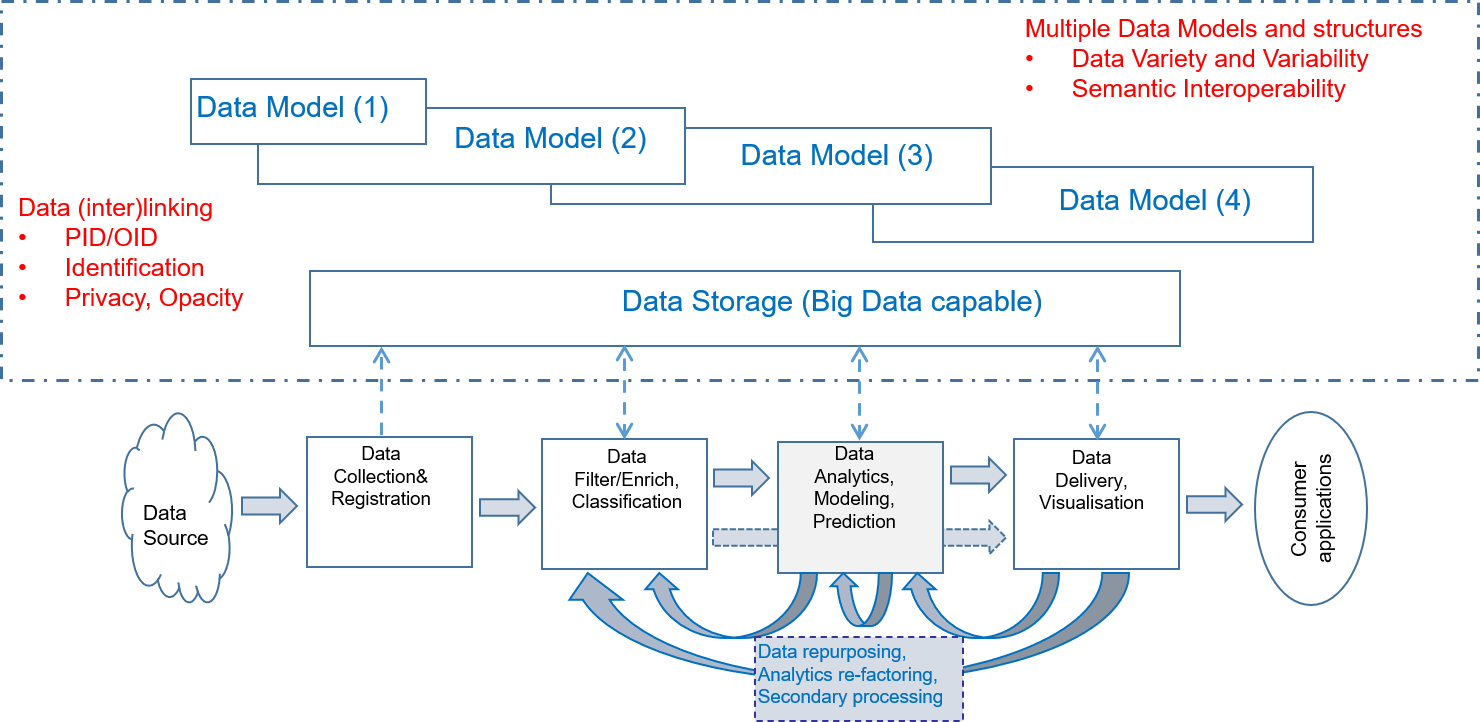 Multiple Data Models and structures
• Data Variety and Variability
• Semantic Interoperability
Data Model (1)
Data Model (2)
Data Model (3)
Data Model (4)
Data (inter)linking
• PID/OID
• Identification
• Privacy, Opacity
Data Storage (Big Data capable)
Data
Source
Data
Collection&
Registration
Data
Filter/Enrich,
Classification
Data
Analytics,
Modeling,
Prediction
Data
Delivery,
Visualisation
Consumer
applications
Data repurposing,
Analytics re-factoring,
Secondary processing